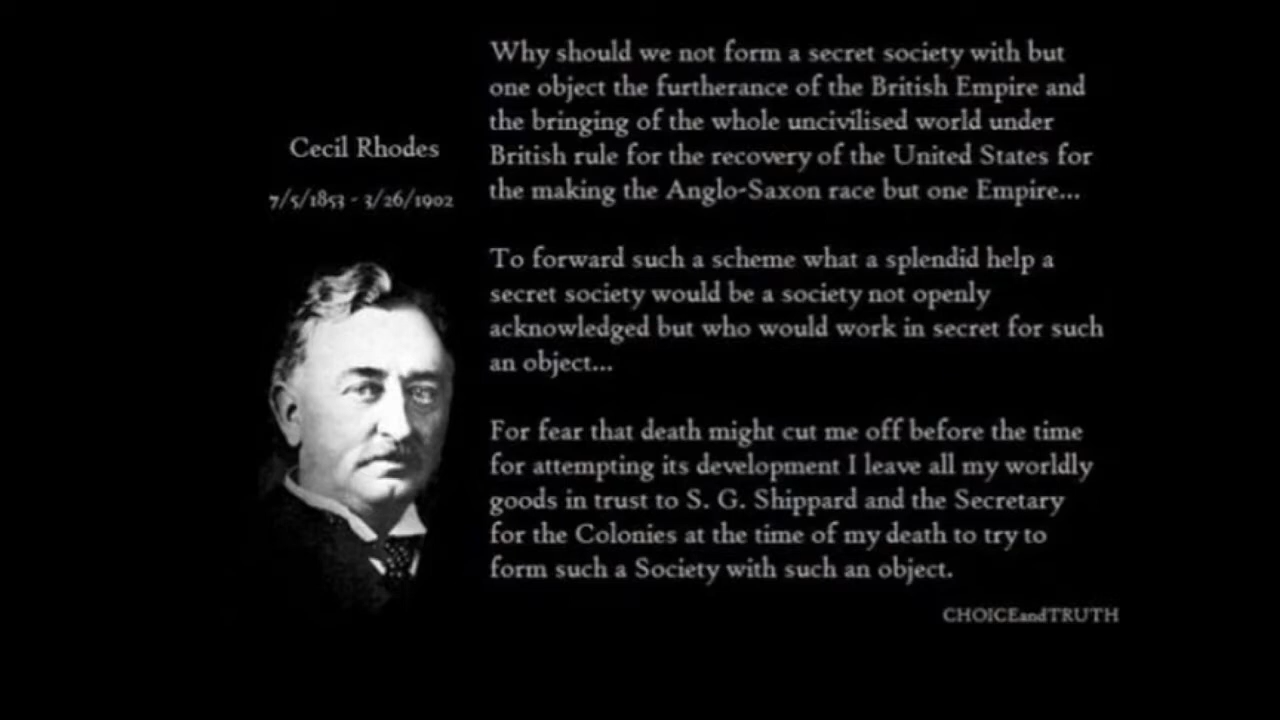 Cecil Rhodes
7/5/1853 - 3/26/1902
Why should we not form a secret society with but
one object the furtherance of the British Empire and
the bringing of the whole uncivilised world under
British rule for the recovery of the United States for
the making the Anglo-Saxon race but one Empire...
To forward such a scheme what a splendid help a
secret society would be a society not openly
acknowledged but who would work in secret for such
an object...
For fear that death might cut me off before the time
for attempting its development I leave all my worldly
goods in trust to S. G. Shippard and the Secretary
for the Colonies at the time of my death to try to
form such a Society with such an object.
CHOICEandTRUTH